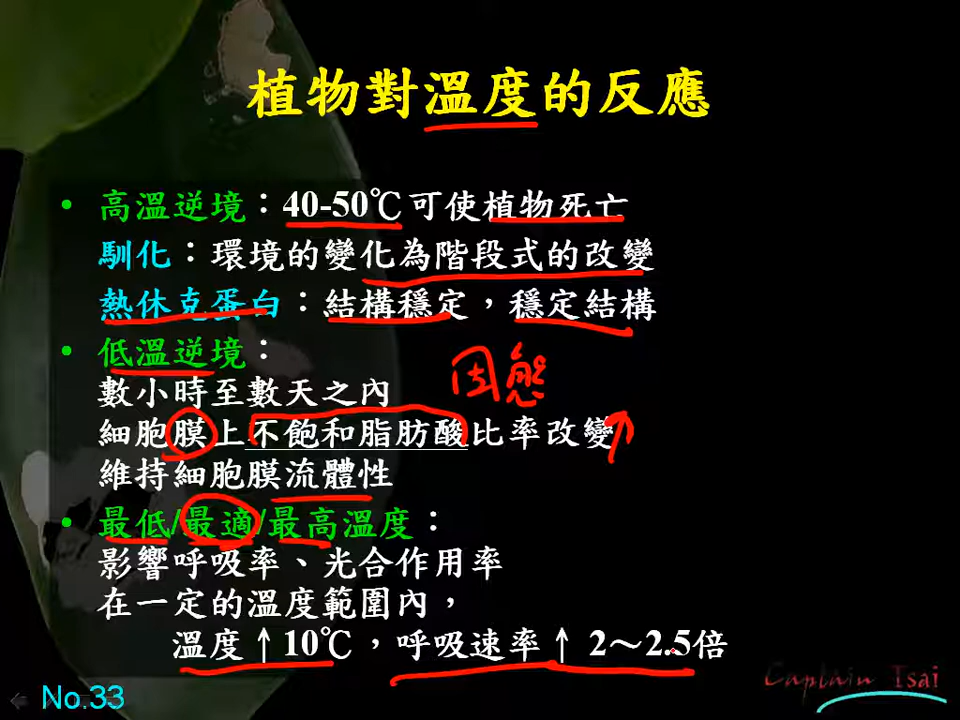 植物對溫度的反應
• 高溫逆境：40-50℃可使植物死亡
馴化：環境的變化為階段式的改變
熱休克蛋白：結構穩定，穩定結構
• 低溫逆境：
數小時至數天之內
固態
細胞膜上不飽和脂肪酸比率改變↑
維持細胞膜流體性
• 最低/最適/最高溫度：
影響呼吸率、光合作用率
在一定的溫度範圍內，
溫度↑10℃，呼吸速率↑ 2～2.5倍
Captain Tsai
No.33